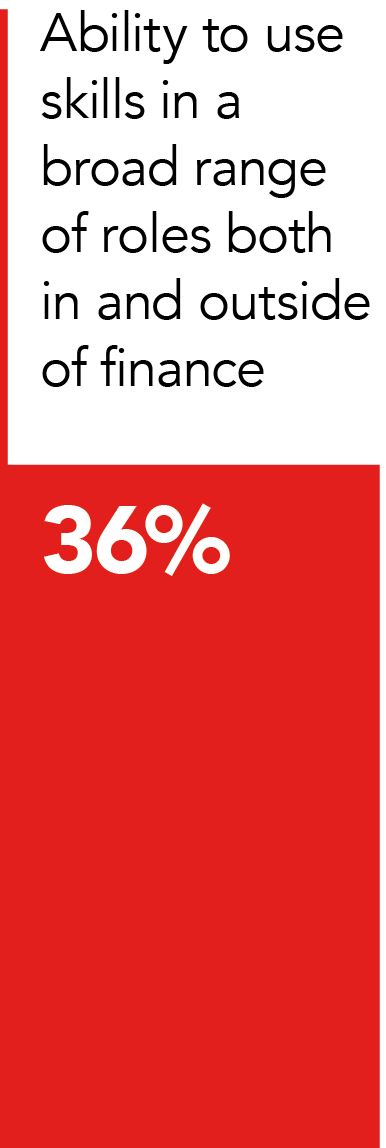 Ability to use
skills in a
broad range
of roles both
in and outside
of finance
36%